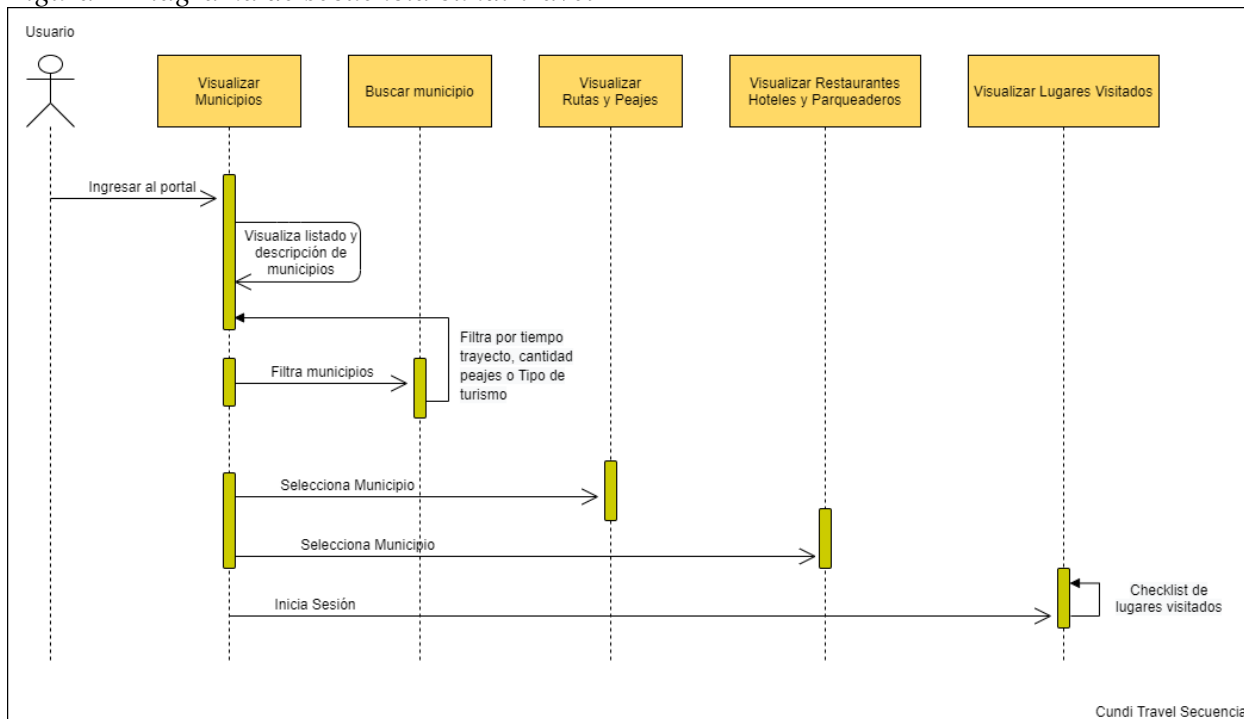 Usuario
Visualizar
Municipios
Buscar municipio
Visualizar
Rutas y Peajes
Visualizar Restaurantes
Hoteles y Parqueaderos
Visualizar Lugares Visitados
Ingresar al portal
Visualiza listado y
descripción de
municipios
Filtra por tiempo
trayecto, cantidad
peajes o Tipo de
turismo
Filtra municipios
Selecciona Municipio
Selecciona Municipio
Inicia Sesión
Checklist de
lugares visitados
Cundi Travel Secuencia